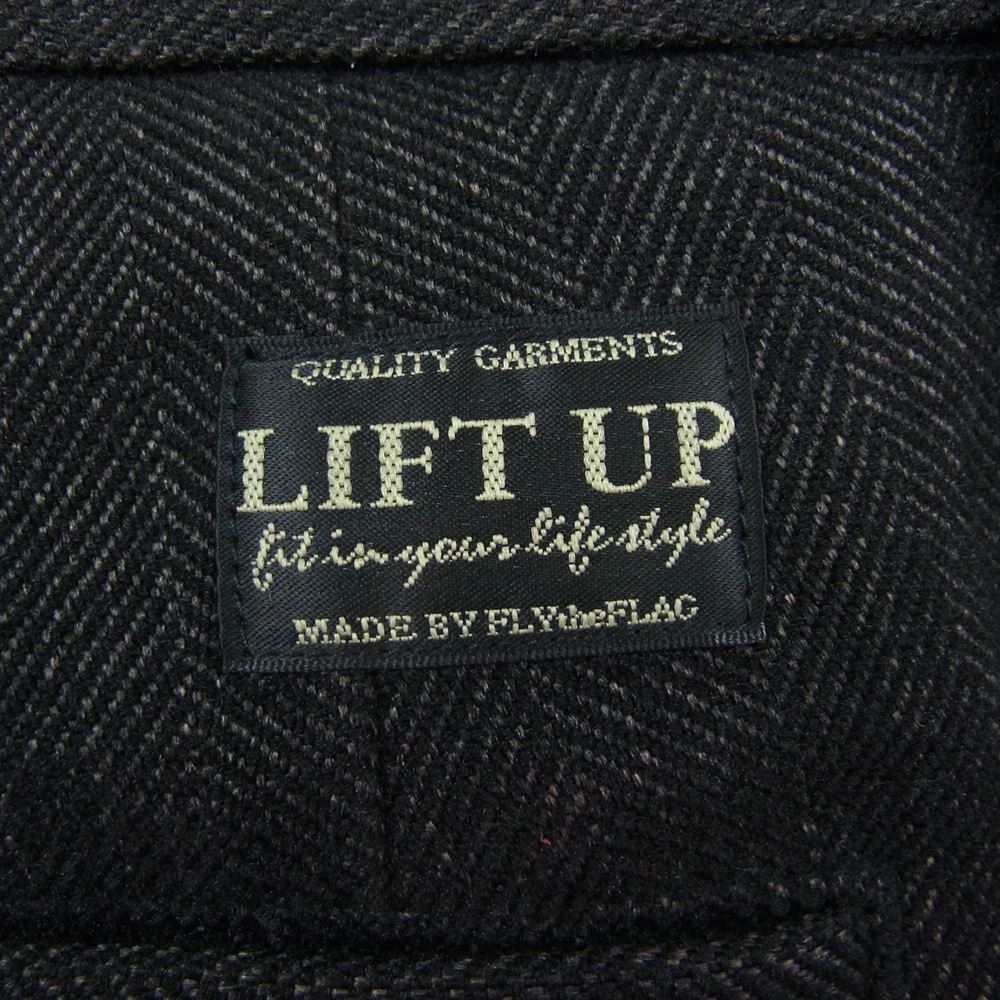 QUALITY GARMENTS
LIFT UP
fit in your life style
MADE BY FLYtheFLAG